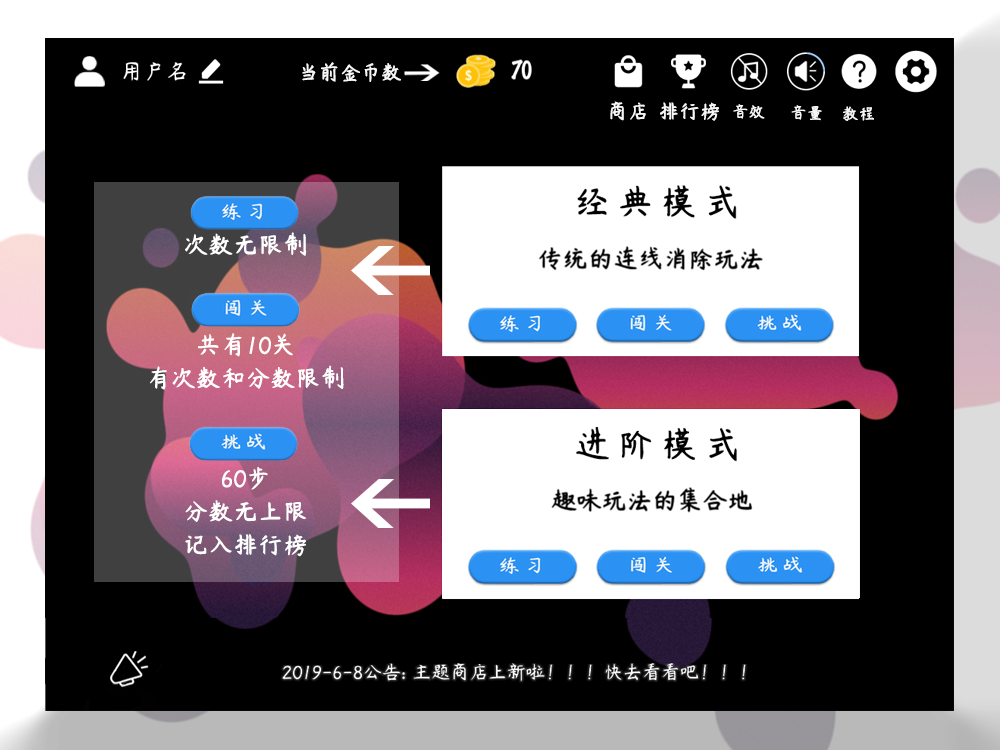 用户名
当前金币数
70
商店 排行榜 音效 音量 教程
练习
次数无限制
闯关
共有10关
有次数和分数限制
挑战
60步
分数无上限
记入排行榜
经典模式
传统的连线消除玩法
练习 闯关 挑战
进阶模式
趣味玩法的集合地
练习 闯关 挑战
2019-6-8公告: 主题商店上新啦！！！快去看看吧！！！